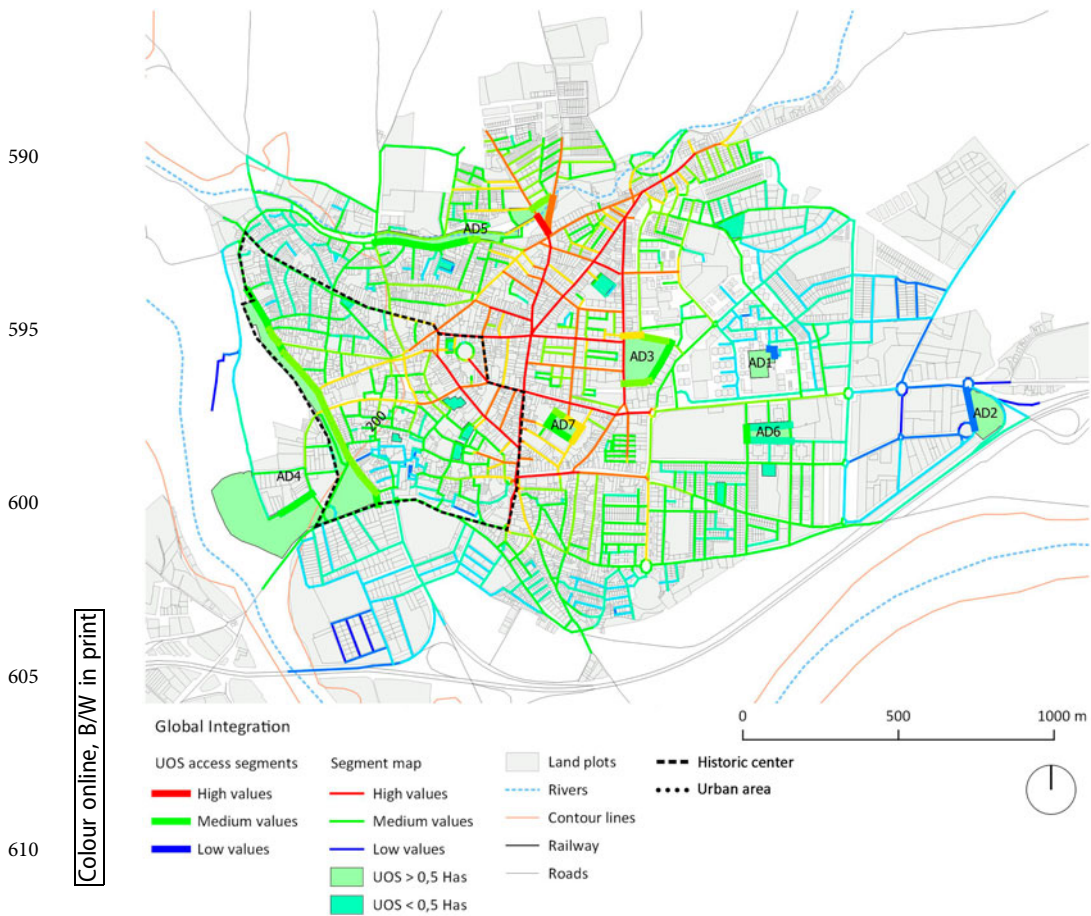 590
595
600
605
610
Colour online, B/W in print
AD5
AD3
AD1
AD2
AD7
AD6
200
AD4
Global Integration
0 500 1000 m
UOS access segments
High values
Medium values
Low values
Segment map
High values
Medium values
Low values
UOS > 0,5 Has
UOS < 0,5 Has
Land plots
Rivers
Contour lines
Railway
Roads
Historic center
Urban area